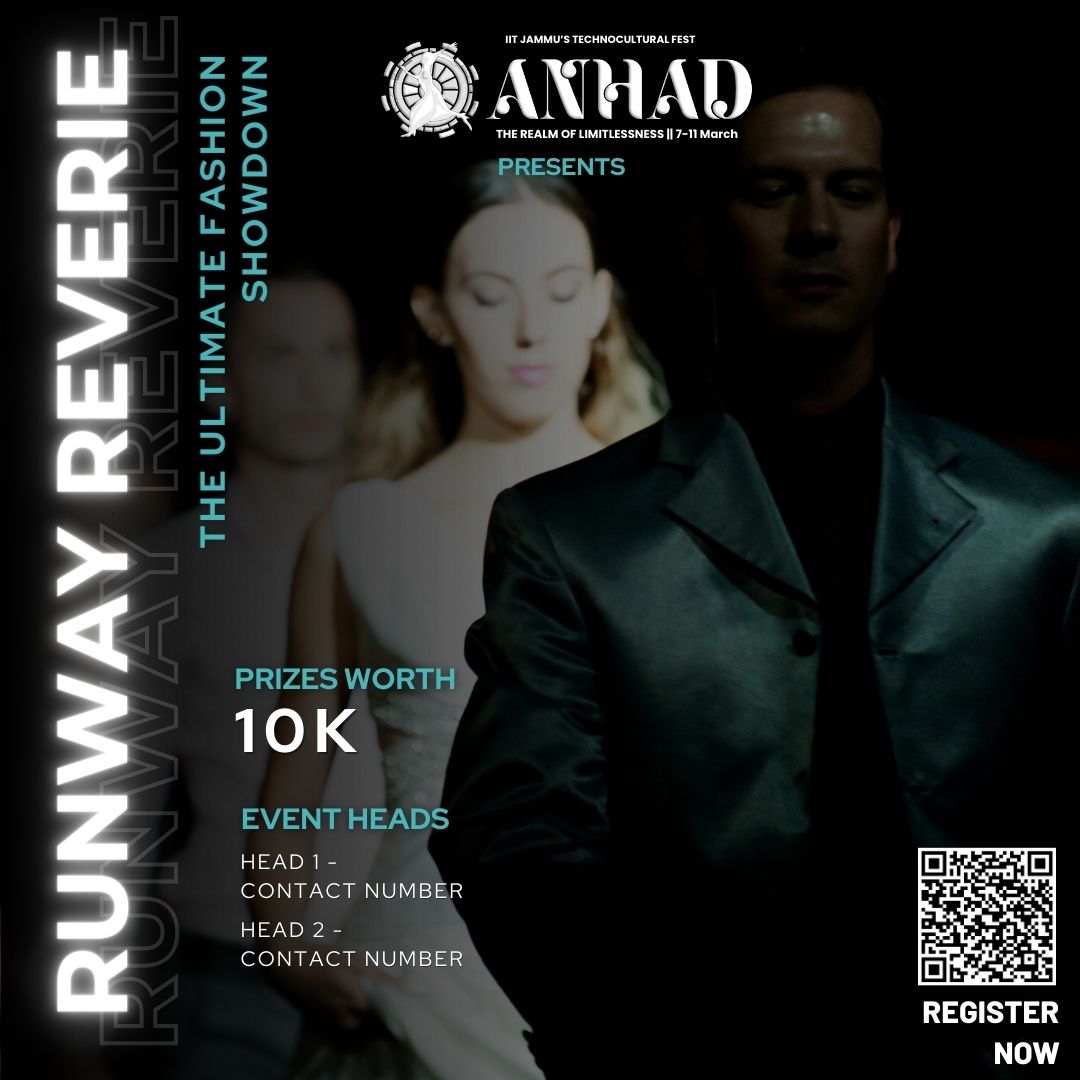 IIT JAMMU'S TECHNOCULTURAL FEST
ANHAD
THE REALM OF LIMITLESSNESS || 7-11 March
PRESENTS
RUNWAY REVERIE
RUNWAY REVERIE
THE ULTIMATE FASHION
SHOWDOWN
PRIZES WORTH
10K
EVENT HEADS
HEAD 1 -
CONTACT NUMBER
HEAD 2 -
CONTACT NUMBER
REGISTER
NOW